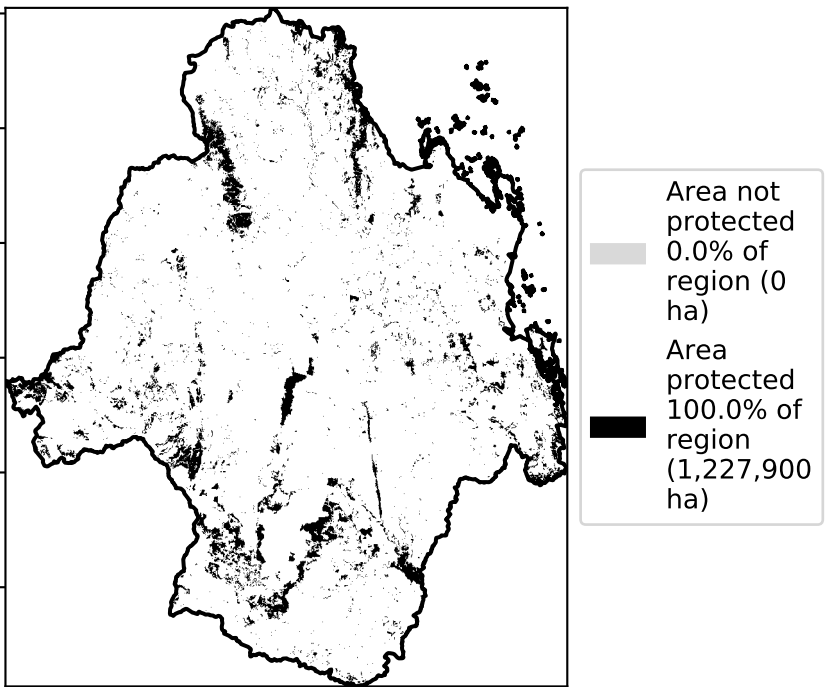 Area not
protected
0.0% of
region (0
ha)
Area
protected
100.0% of
region
(1,227,900
ha)